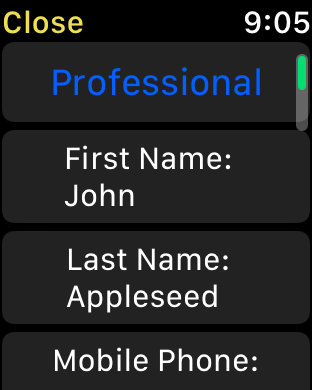 Close 9:05
Professional
First Name:
John
Last Name:
Appleseed
Mobile Phone: